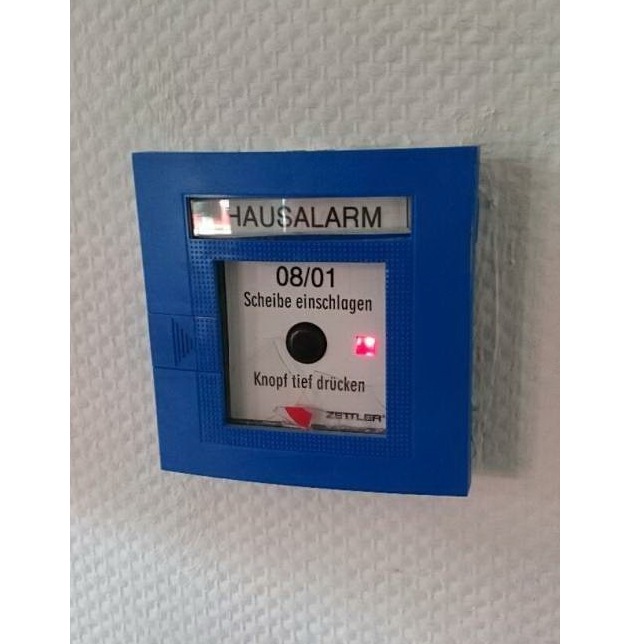 HAUSALARM
08/01
Scheibe einschlagen
Knopf tief drücken
ZETTLER